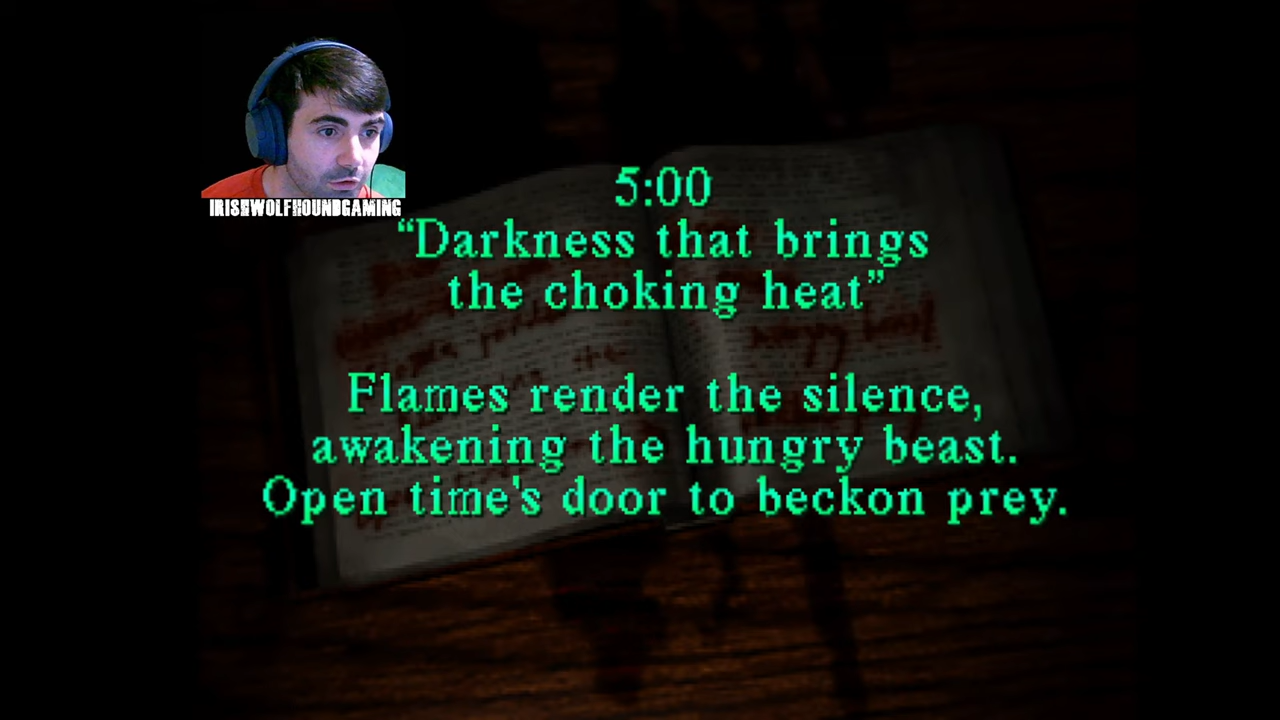 IRISHWOLFHOUNDGAMING
5:00
“Darkness that brings
the choking heat”
Flames render the silence,
awakening the hungry beast.
Open time's door to beckon prey.